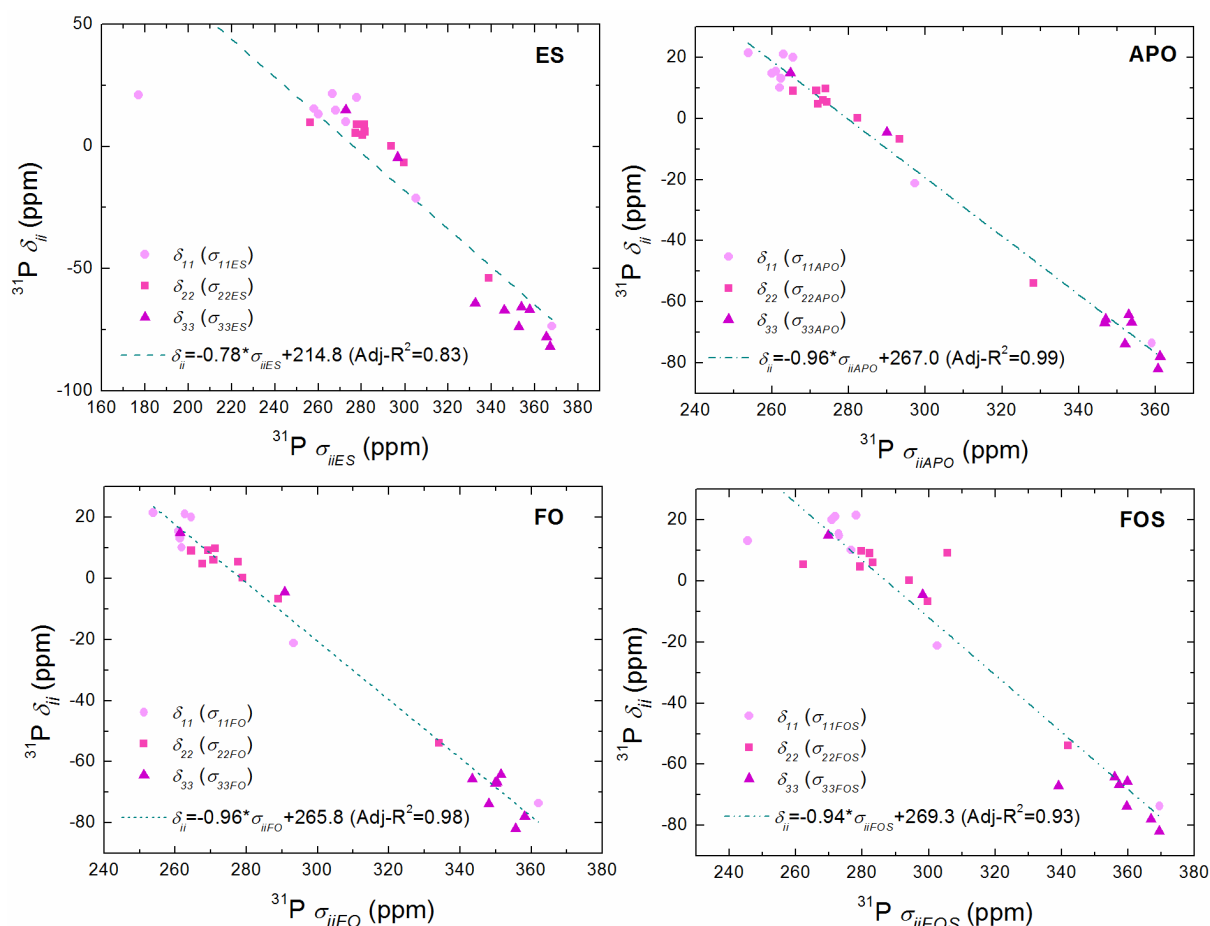 ES
50
0
-50
-100
³¹P δii (ppm)
δ11 (σ11ES)
δ22 (σ22ES)
δ33 (σ33ES)
δii=-0.78*σiiES+214.8 (Adj-R²=0.83)
160 180 200 220 240 260 280 300 320 340 360 380
³¹P σiiES (ppm)
APO
20
0
-20
-40
-60
-80
³¹P δii (ppm)
δ11 (σ11APO)
δ22 (σ22APO)
δ33 (σ33APO)
δii=-0.96*σiiAPO+267.0 (Adj-R²=0.99)
240 260 280 300 320 340 360
³¹P σiiAPO (ppm)
FO
20
0
-20
-40
-60
-80
³¹P δii (ppm)
δ11 (σ11FO)
δ22 (σ22FO)
δ33 (σ33FO)
δii=-0.96*σiiFO+265.8 (Adj-R²=0.98)
240 260 280 300 320 340 360 380
³¹P σiiFO (ppm)
FOS
20
0
-20
-40
-60
-80
³¹P δii (ppm)
δ11 (σ11FOS)
δ22 (σ22FOS)
δ33 (σ33FOS)
δii=-0.94*σiiFOS+269.3 (Adj-R²=0.93)
240 260 280 300 320 340 360 380
³¹P σiiFOS (ppm)